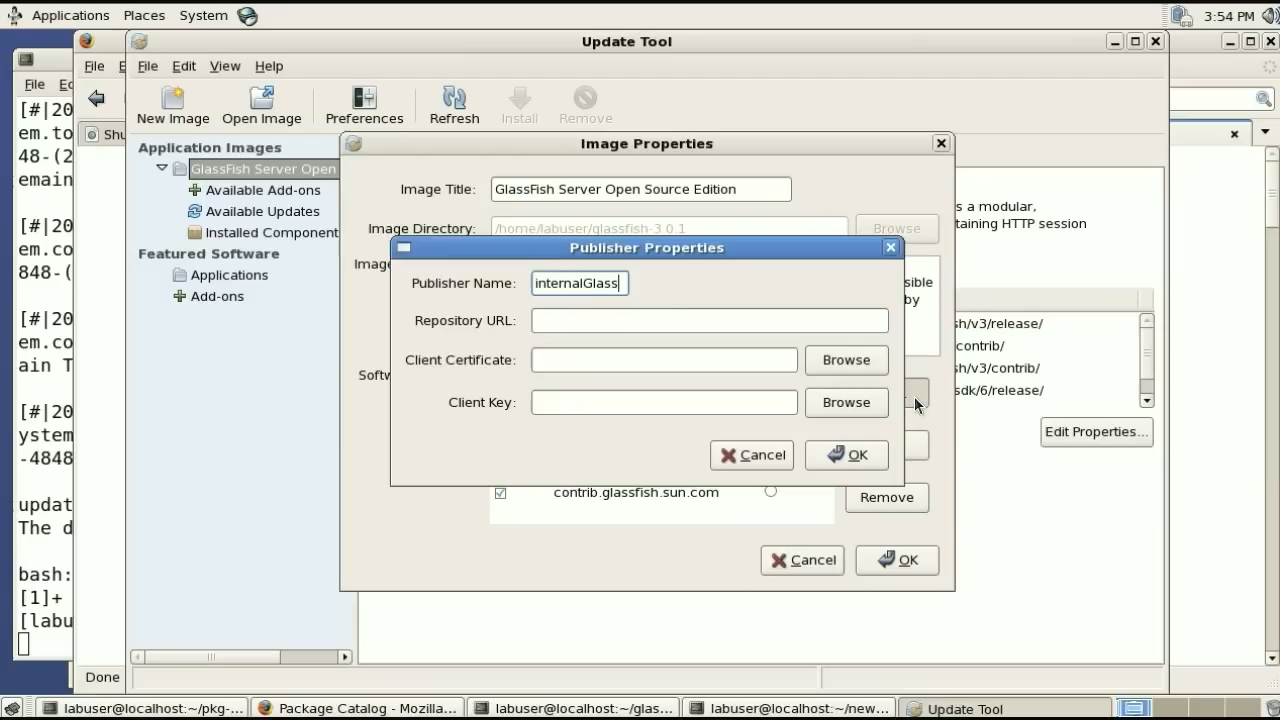 Applications Places System 3:54 PM
Update Tool
File
File Edit View Help
File
New Image Open Image Preferences Refresh Install Remove
[#|20
em.to
48-(2
emain
[#|20
em.co
848-(
[#|20
em.co
ain T
[#|20
ystem
-4848
updat
The d
bash:
[1]+
[labu
Shu
Application Images
GlassFish Server Open
Available Add-ons
Available Updates
Installed Component
Featured Software
Applications
Add-ons
Image Properties
Image Title: GlassFish Server Open Source Edition
Image Directory: /home/labuser/glassfish-3.0.1 Browse
Publisher Properties
Publisher Name: internalGlass
Repository URL:
Client Certificate: Browse
Client Key: Browse
Cancel OK
contrib.glassfish.sun.com
Remove
Cancel OK
s a modular,
taining HTTP session
sible
by
sh/v3/release/
contrib/
sh/v3/contrib/
sdk/6/release/
Edit Properties...
Done
labuser@localhost:~/pkg-... Package Catalog - Mozilla... labuser@localhost:~/glas... labuser@localhost:~/new... Update Tool